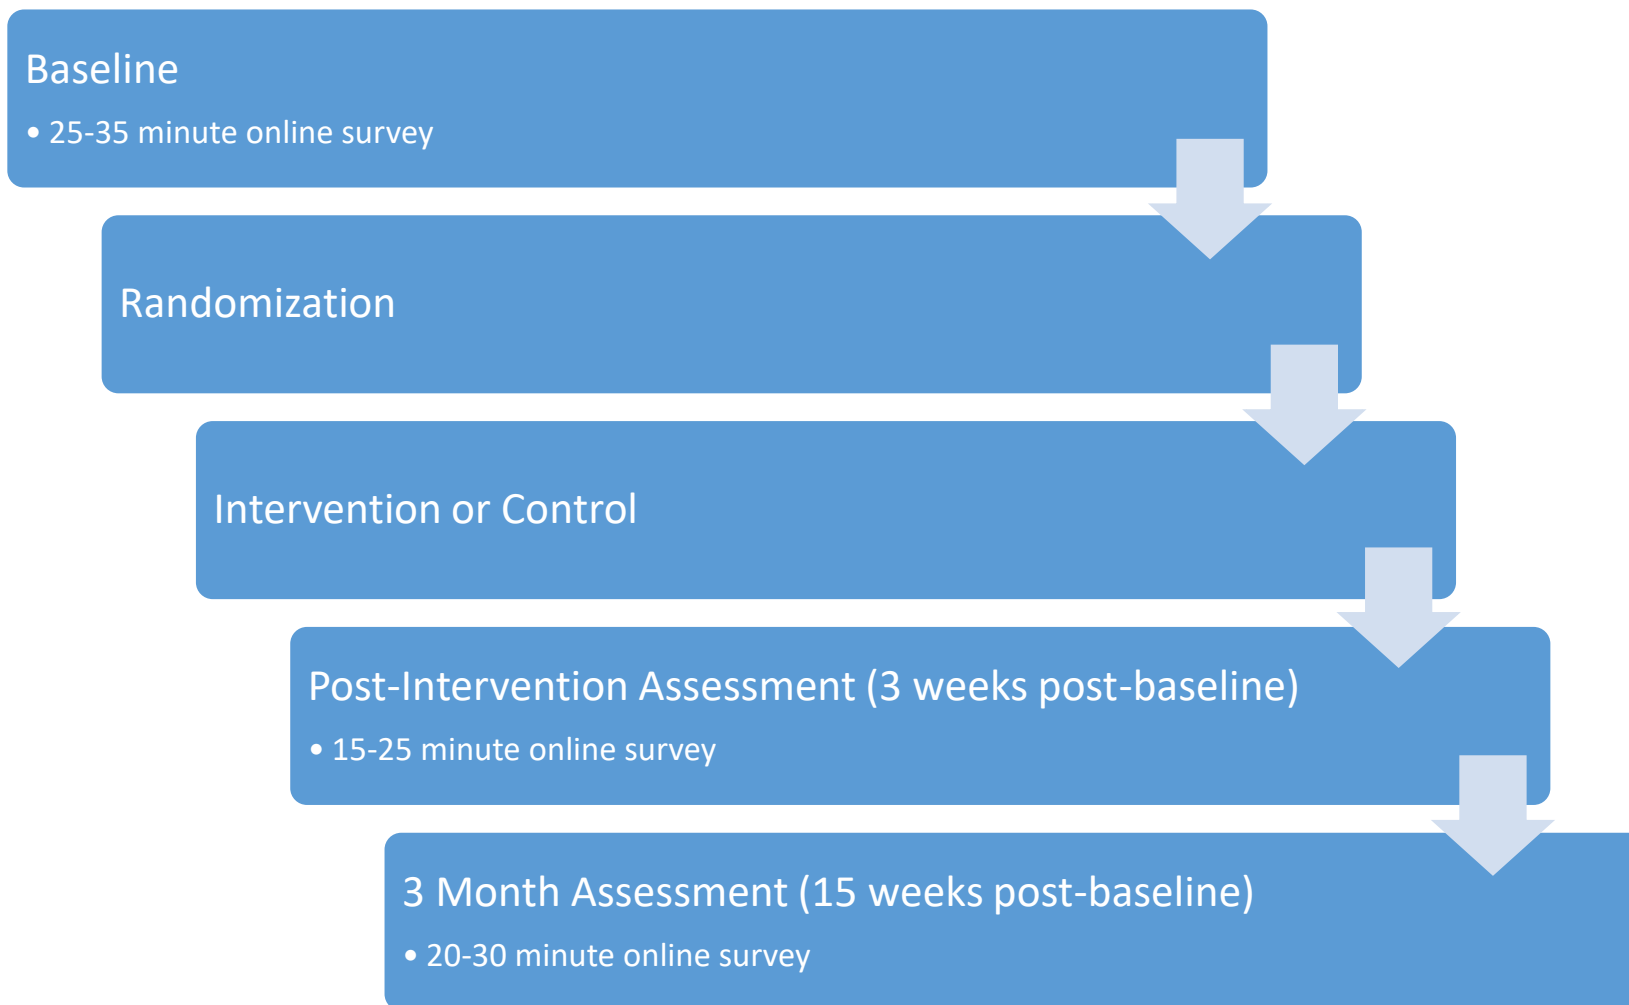 Baseline
• 25-35 minute online survey
Randomization
Intervention or Control
Post-Intervention Assessment (3 weeks post-baseline)
• 15-25 minute online survey
3 Month Assessment (15 weeks post-baseline)
• 20-30 minute online survey